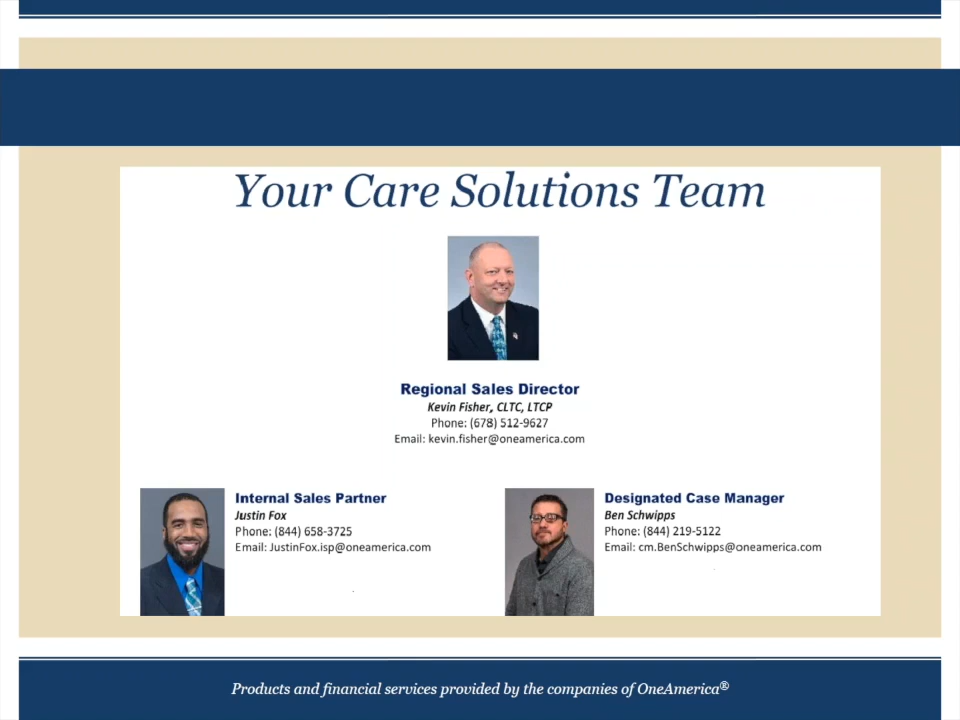 Your Care Solutions Team
Regional Sales Director
Kevin Fisher, CLTC, LTCP
Phone: (678) 512-9627
Email: kevin.fisher@oneamerica.com
Internal Sales Partner
Justin Fox
Phone: (844) 658-3725
Email: JustinFox.isp@oneamerica.com
Designated Case Manager
Ben Schwipps
Phone: (844) 219-5122
Email: cm.BenSchwipps@oneamerica.com
Products and financial services provided by the companies of OneAmerica®